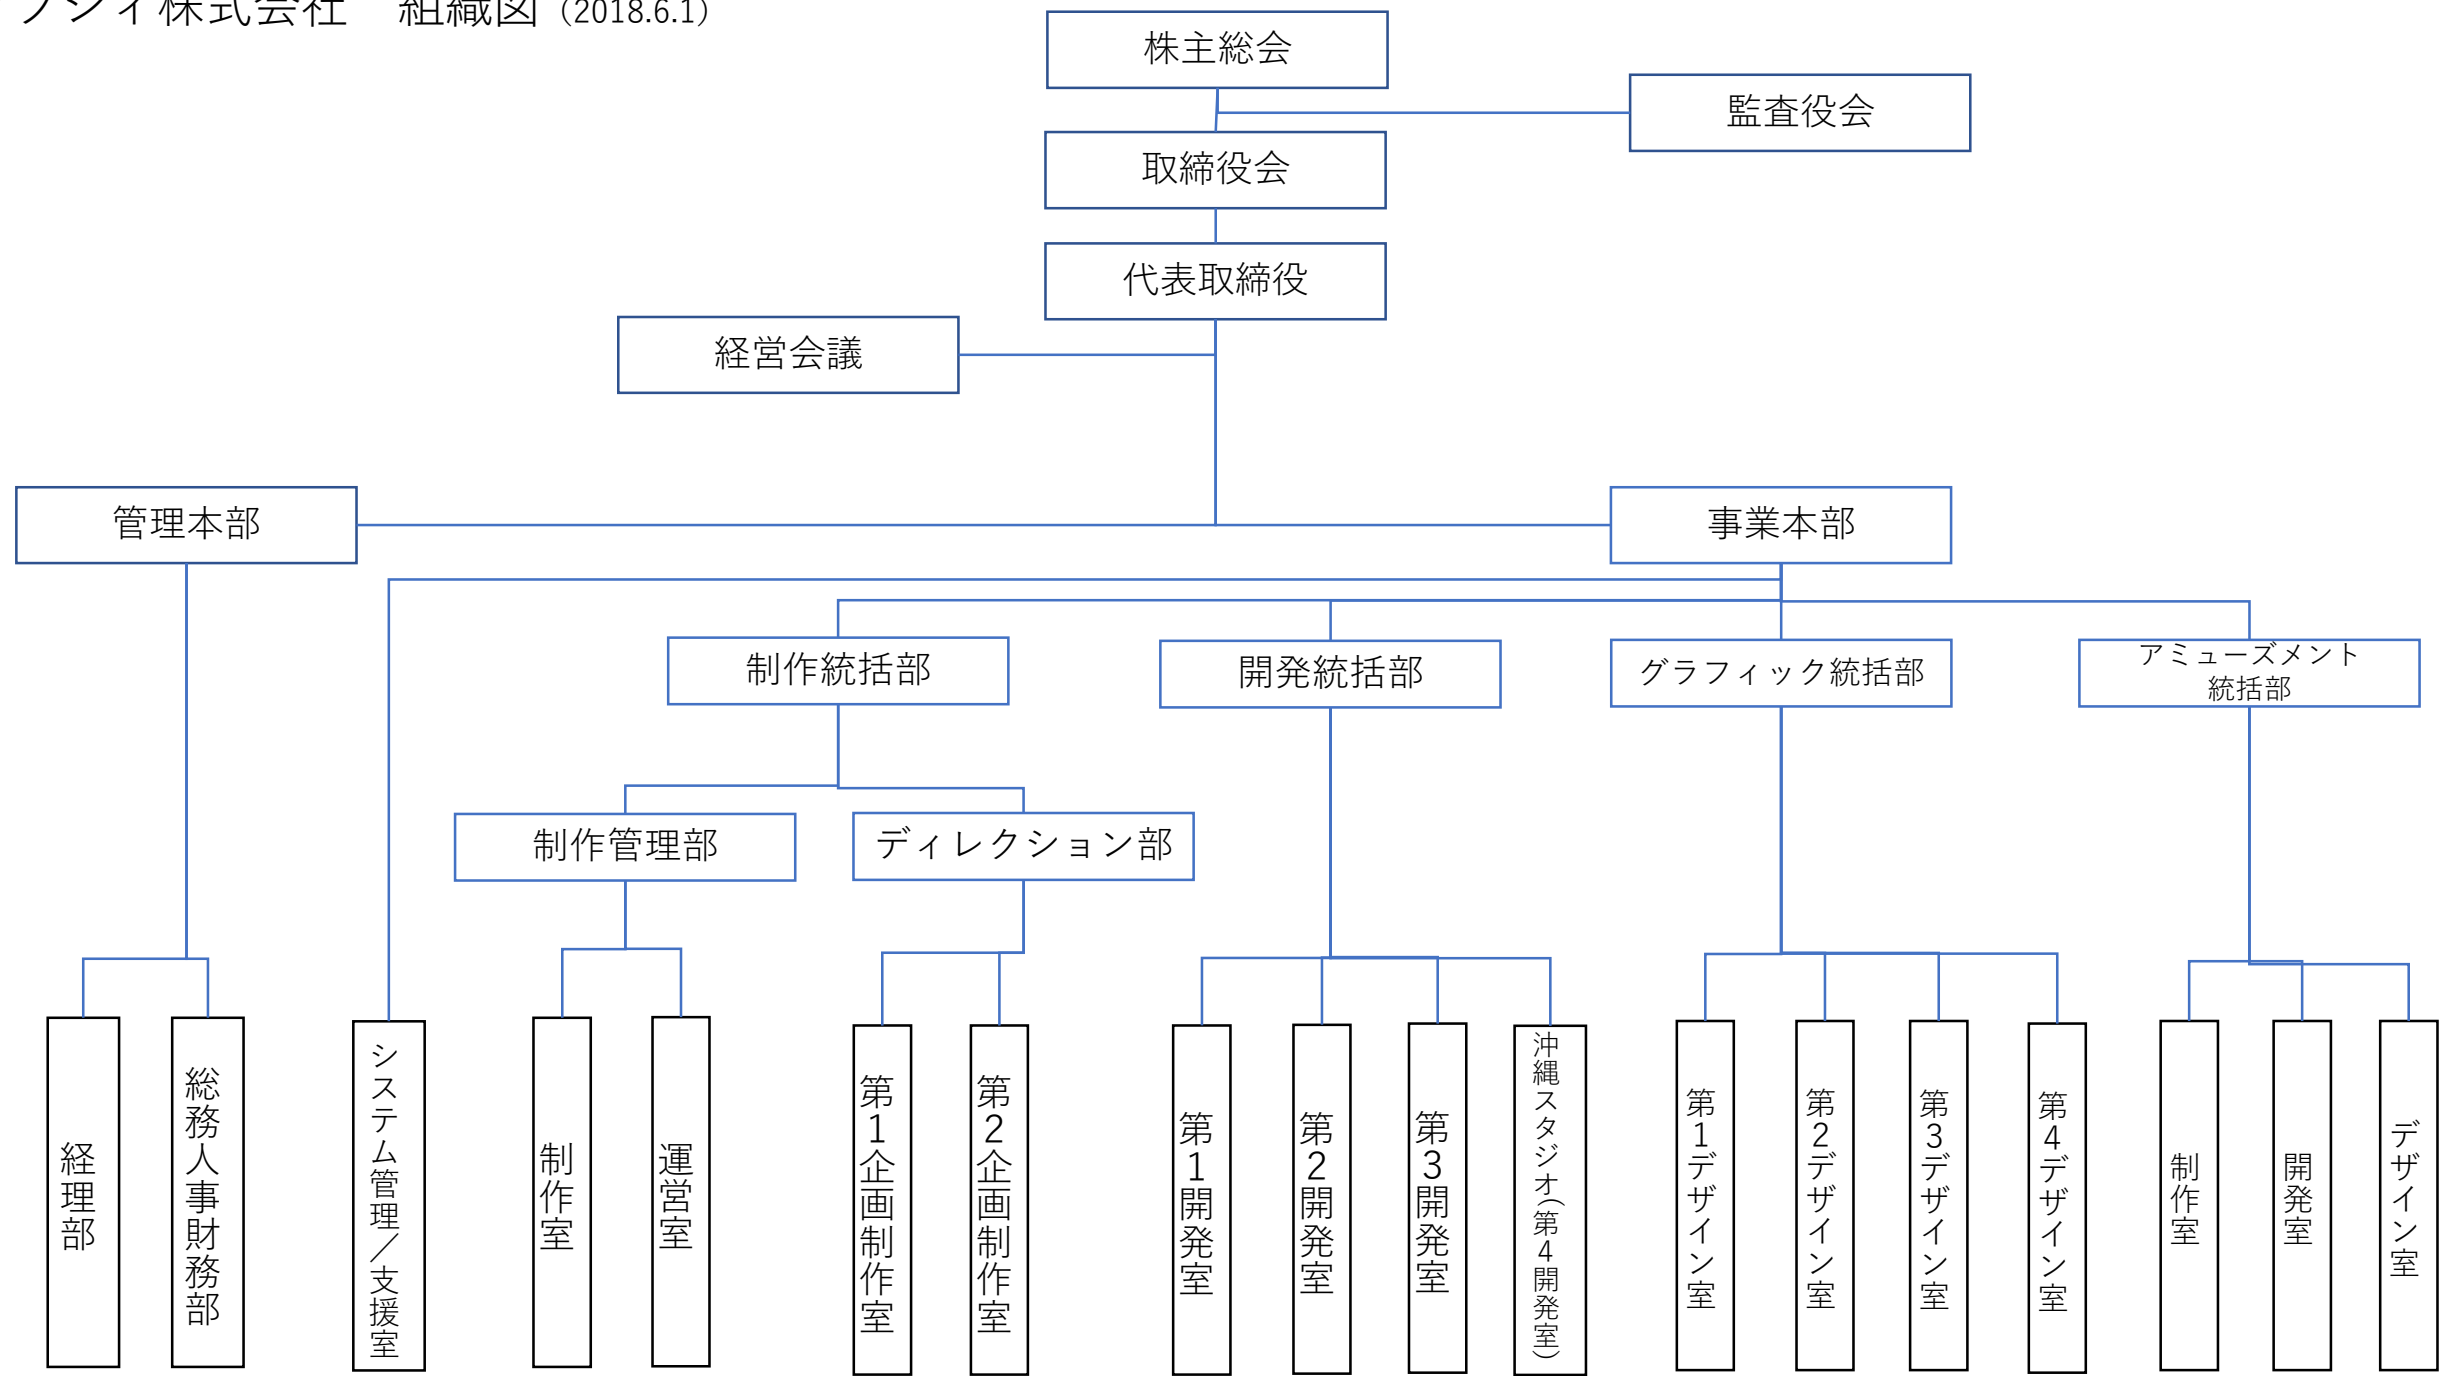 フジィ株式会社　組織図（2018.6.1）
株主総会
監査役会
取締役会
代表取締役
経営会議
管理本部
事業本部
制作統括部
開発統括部
グラフィック統括部
アミューズメント
統括部
制作管理部
ディレクション部
経理部
総務人事財務部
システム管理／支援室
制作室
運営室
第1企画制作室
第2企画制作室
第1開発室
第2開発室
第3開発室
沖縄スタジオ(第4開発室)
第1デザイン室
第2デザイン室
第3デザイン室
第4デザイン室
制作室
開発室
デザイン室